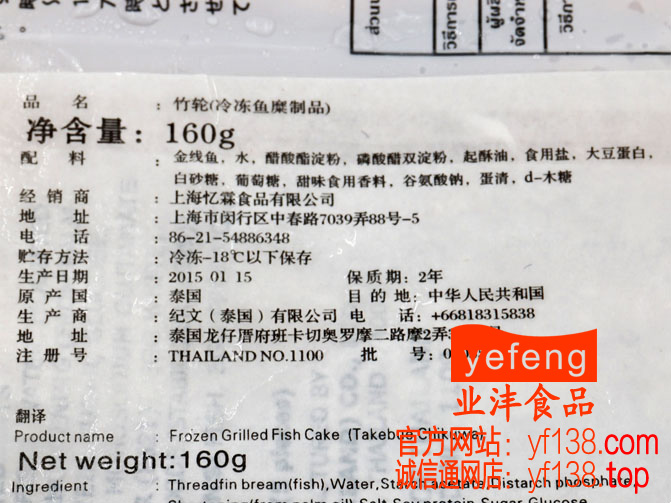 品 名 : 竹轮(冷冻鱼糜制品)
净含量: 160g
配 料 : 金线鱼, 水, 醋酸酯淀粉, 磷酸醋双淀粉, 起酥油, 食用盐, 大豆蛋白,
白砂糖, 葡萄糖, 甜味食用香料, 谷氨酸钠, 蛋清, d-木糖
经 销 商 : 上海忆霖食品有限公司
地 址 : 上海市闵行区中春路7039弄88号-5
电 话 : 86-21-54886348
贮存方法 : 冷冻-18℃以下保存
生产日期 : 2015 01 15 保 质 期: 2年
原 产 国 : 泰国 目 的 地: 中华人民共和国
生 产 商 : 纪文(泰国)有限公司 电 话: +66818315838
地 址 : 泰国龙仔厝府班卡切奥罗摩二路摩2弄
注 册 号 : THAILAND NO.1100 批 号:
yefeng
业沣食品
官方网站: yf138.com
诚信通网店: yf138.top
翻译
Product name : Frozen Grilled Fish Cake (Takebue,Chikuwa)
Net weight:160g
Ingredient : Threadfin bream(fish),Water,Starch acetate,Distarch phosphate,